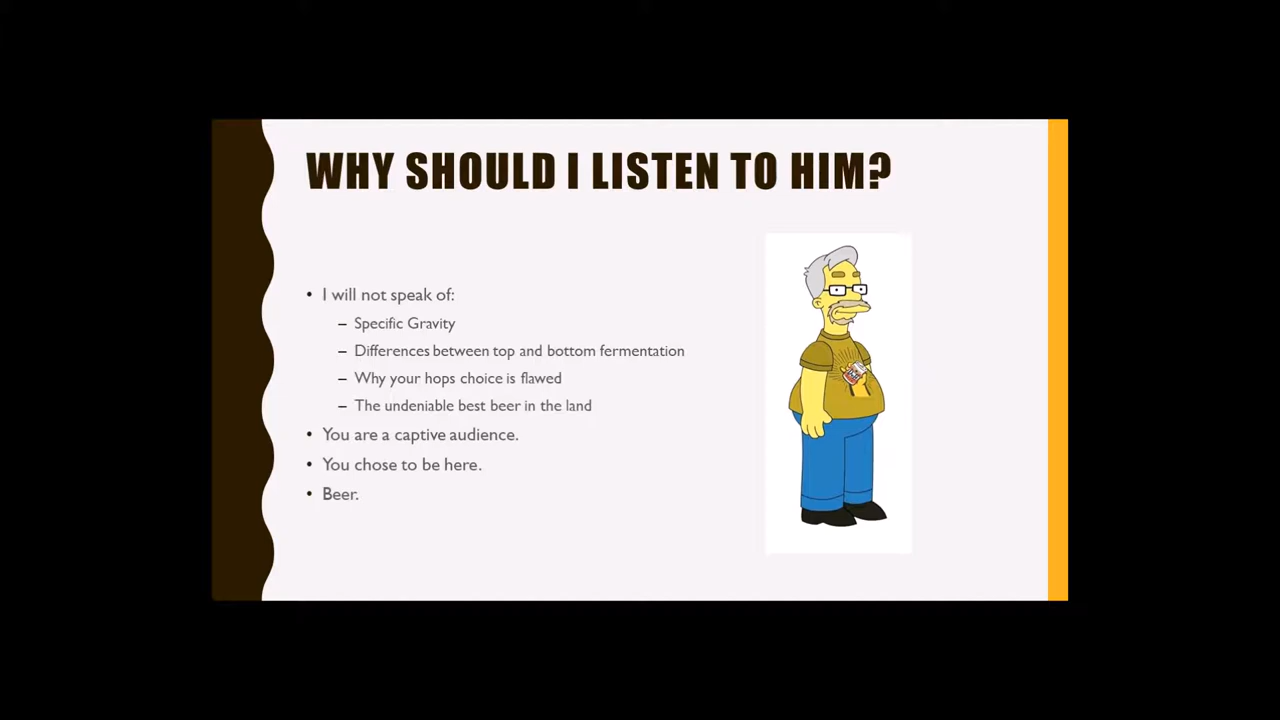 WHY SHOULD I LISTEN TO HIM?
• I will not speak of:
– Specific Gravity
– Differences between top and bottom fermentation
– Why your hops choice is flawed
– The undeniable best beer in the land
• You are a captive audience.
• You chose to be here.
• Beer.